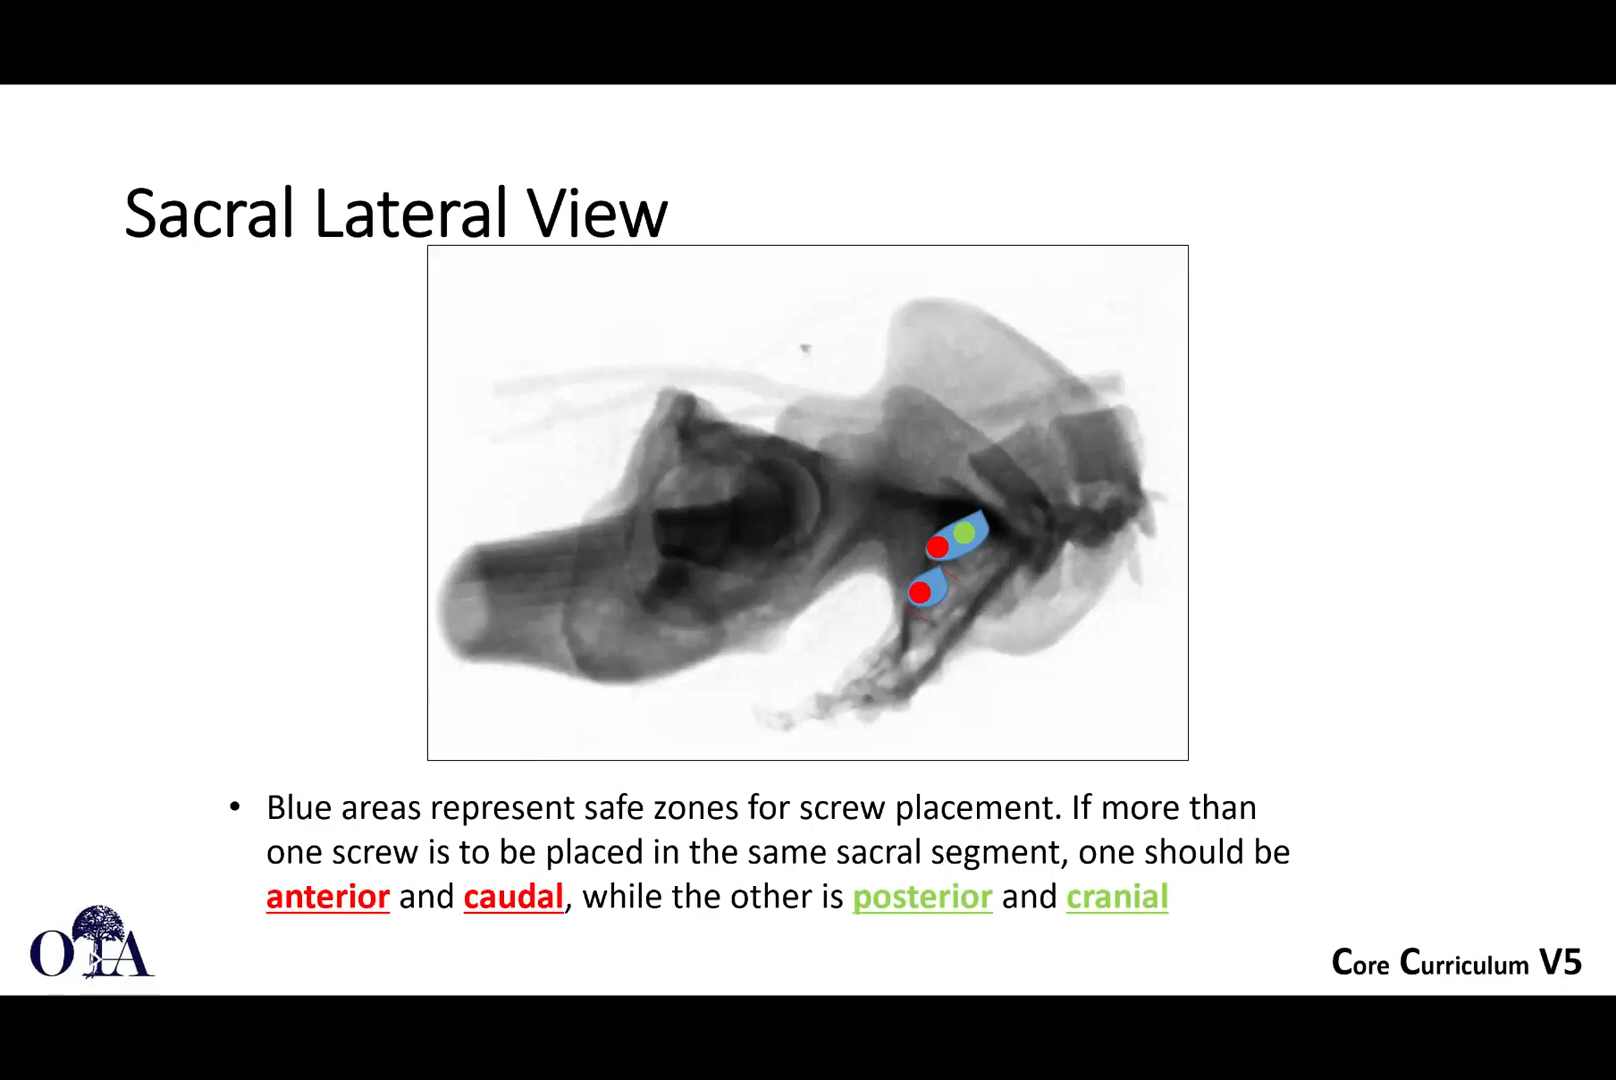 Sacral Lateral View
• Blue areas represent safe zones for screw placement. If more than
one screw is to be placed in the same sacral segment, one should be
anterior and caudal, while the other is posterior and cranial
OTA
Core Curriculum V5